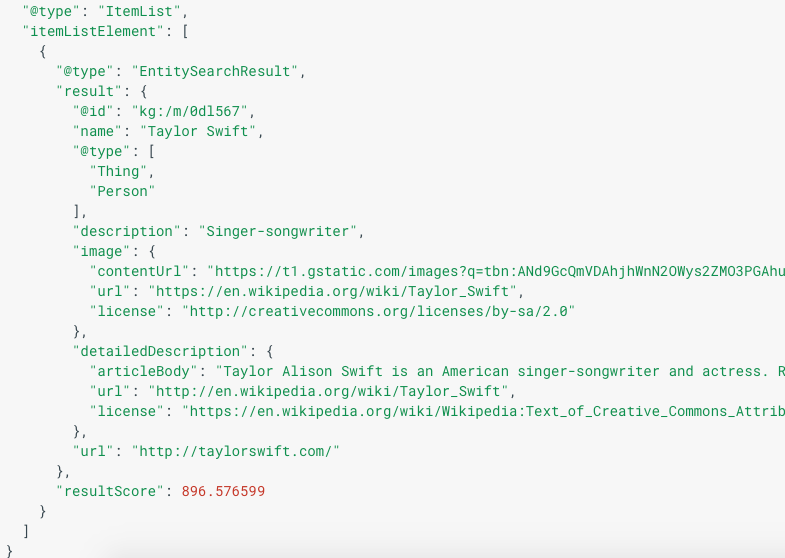 "@type": "ItemList",
"itemListElement": [
{
"@type": "EntitySearchResult",
"result": {
"@id": "kg:/m/0dl567",
"name": "Taylor Swift",
"@type": [
"Thing",
"Person"
],
"description": "Singer-songwriter",
"image": {
"contentUrl": "https://t1.gstatic.com/images?q=tbn:ANd9GcQmVDAhjhWnN2OWys2ZMO3PGAhu
"url": "https://en.wikipedia.org/wiki/Taylor_Swift",
"license": "http://creativecommons.org/licenses/by-sa/2.0"
},
"detailedDescription": {
"articleBody": "Taylor Alison Swift is an American singer-songwriter and actress. R
"url": "http://en.wikipedia.org/wiki/Taylor_Swift",
"license": "https://en.wikipedia.org/wiki/Wikipedia:Text_of_Creative_Commons_Attrib
},
"url": "http://taylorswift.com/"
},
"resultScore": 896.576599
}
]
}